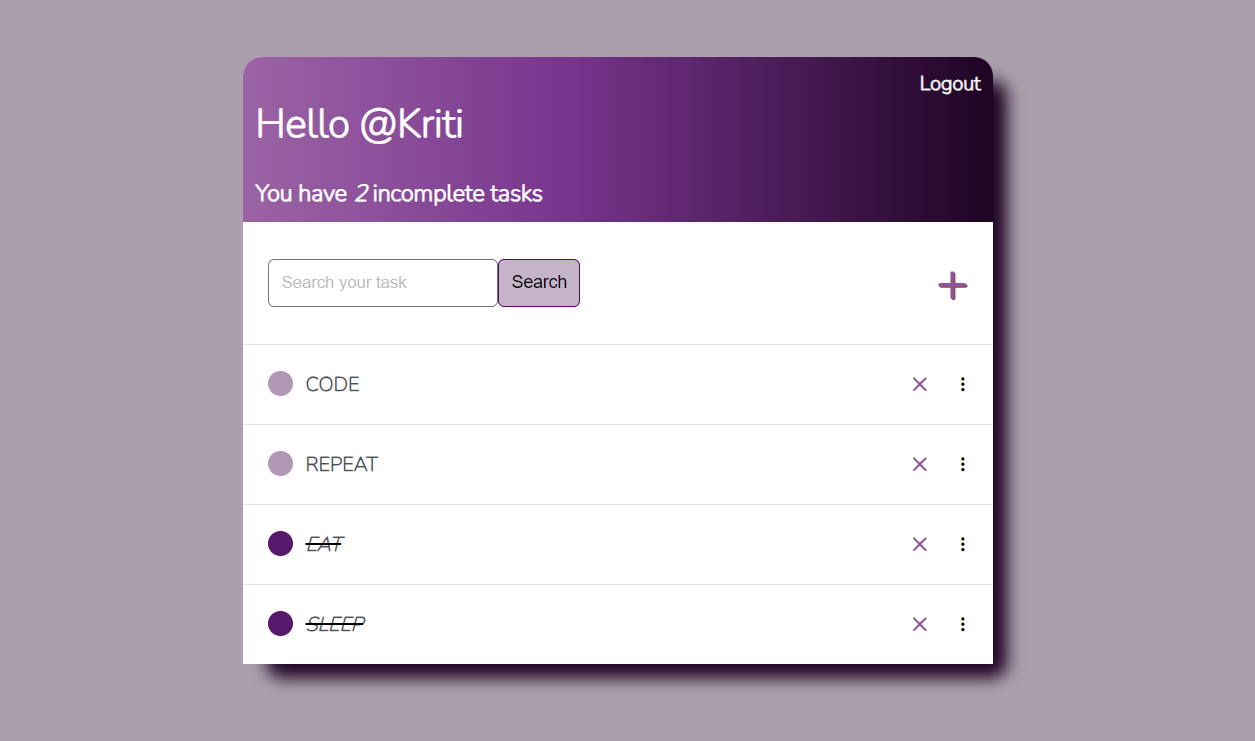 Logout
Hello @Kriti
You have 2 incomplete tasks
Search your task
Search
CODE
REPEAT
EAT
SLEEP